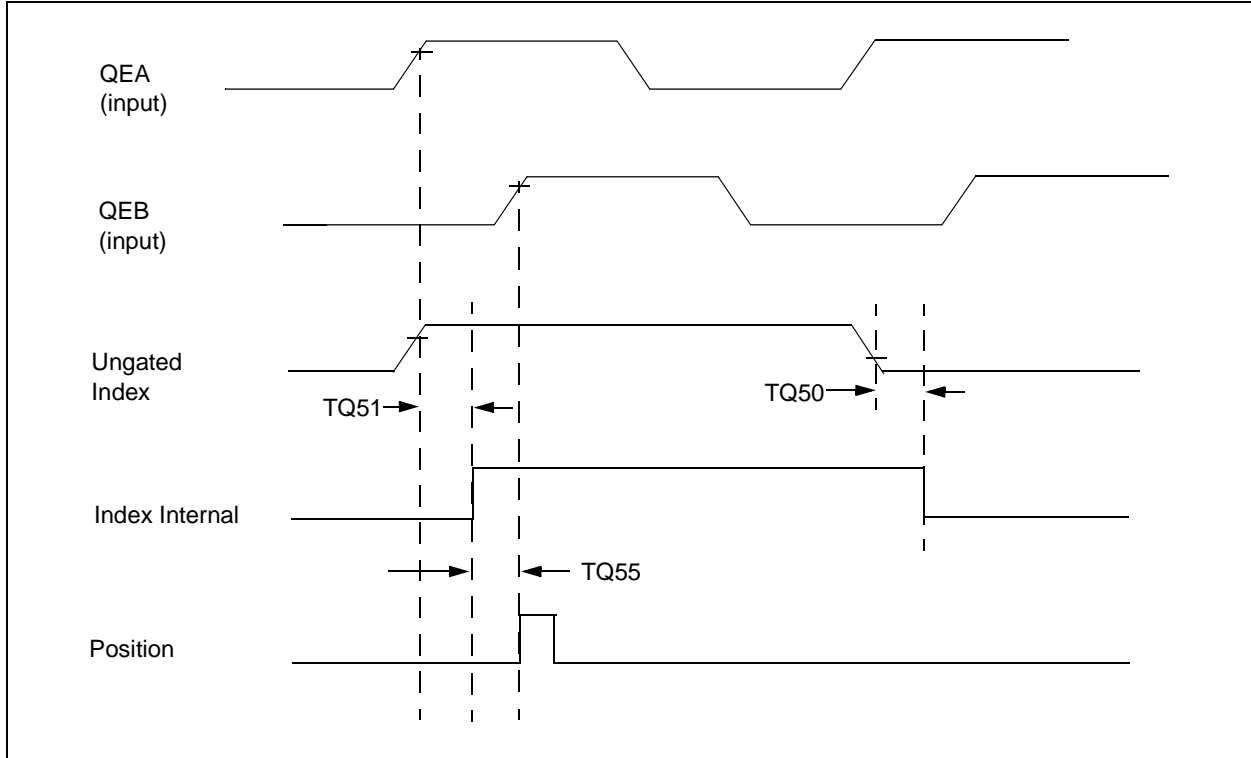 QEA
(input)
QEB
(input)
Ungated
Index
TQ51
TQ50
Index Internal
TQ55
Position